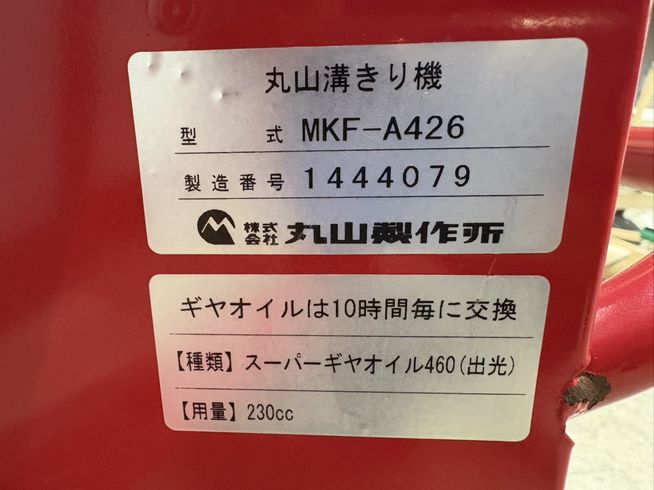 丸山溝きり機
型式 MKF-A426
製造番号 1444079
株式会社 丸山製作所
ギヤオイルは10時間毎に交換
【種類】スーパーギヤオイル460(出光)
【用量】230cc